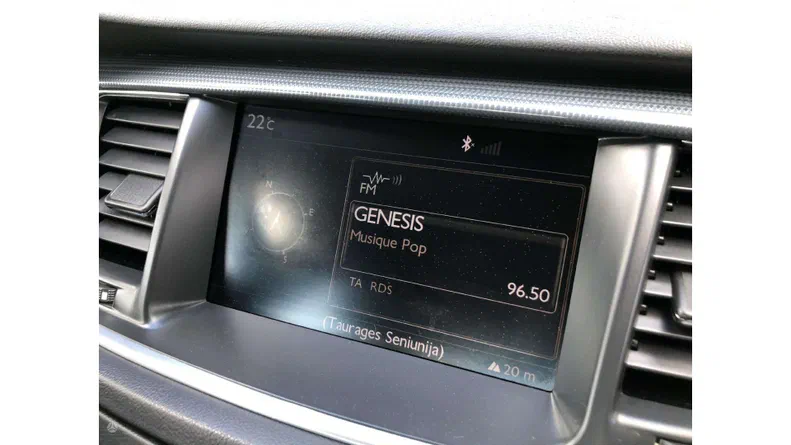 22°C
FM
N
E
S
GENESIS
Musique Pop
TA RDS
96.50
(Taurages Seniunija)
20 m